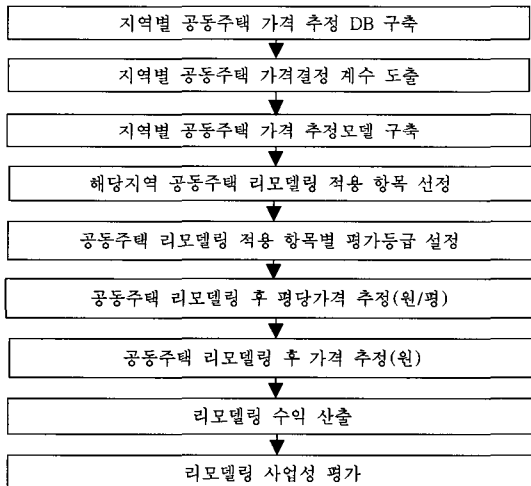 지역별 공동주택 가격 추정 DB 구축
지역별 공동주택 가격결정 계수 도출
지역별 공동주택 가격 추정모델 구축
해당지역 공동주택 리모델링 적용 항목 선정
공동주택 리모델링 적용 항목별 평가등급 설정
공동주택 리모델링 후 평당가격 추정(원/평)
공동주택 리모델링 후 가격 추정(원)
리모델링 수익 산출
리모델링 사업성 평가